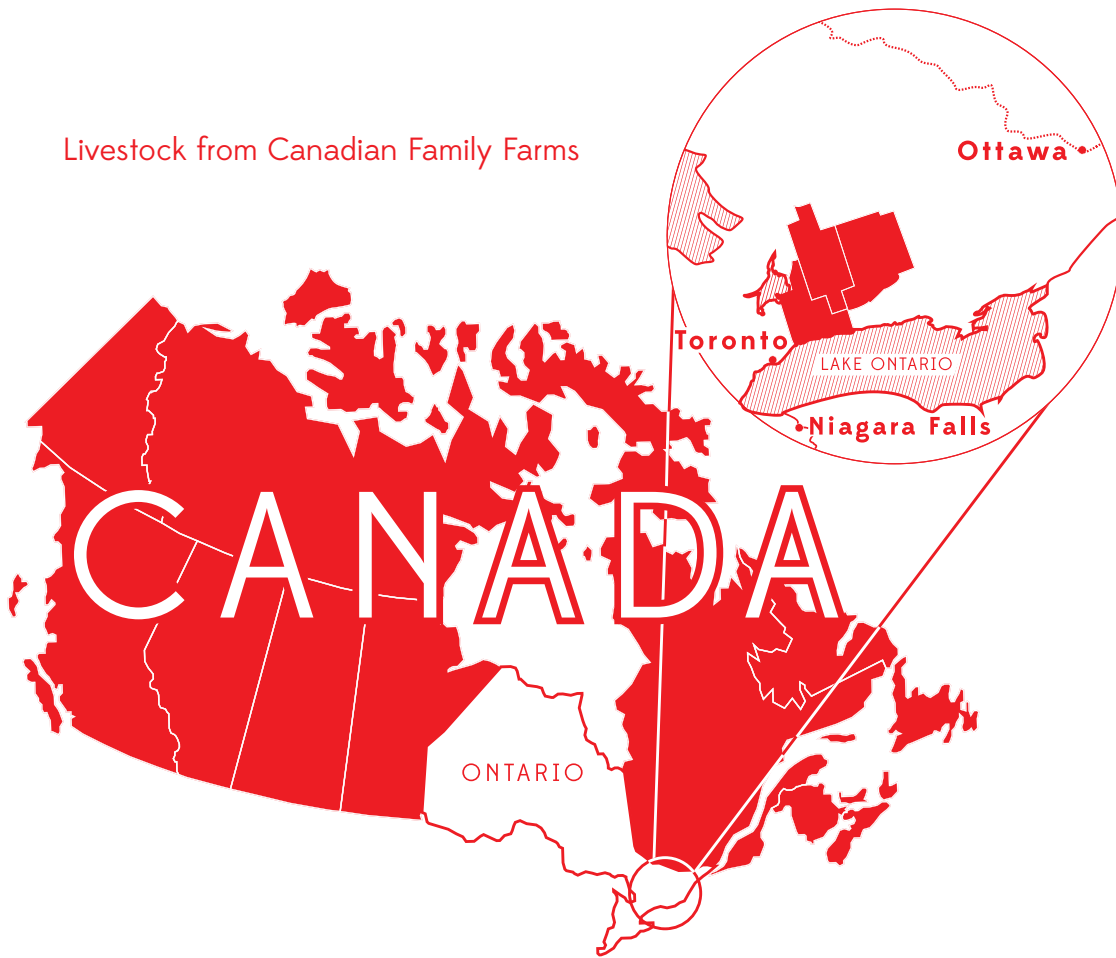 Livestock from Canadian Family Farms
Ottawa
Toronto
LAKE ONTARIO
Niagara Falls
CANADA
ONTARIO